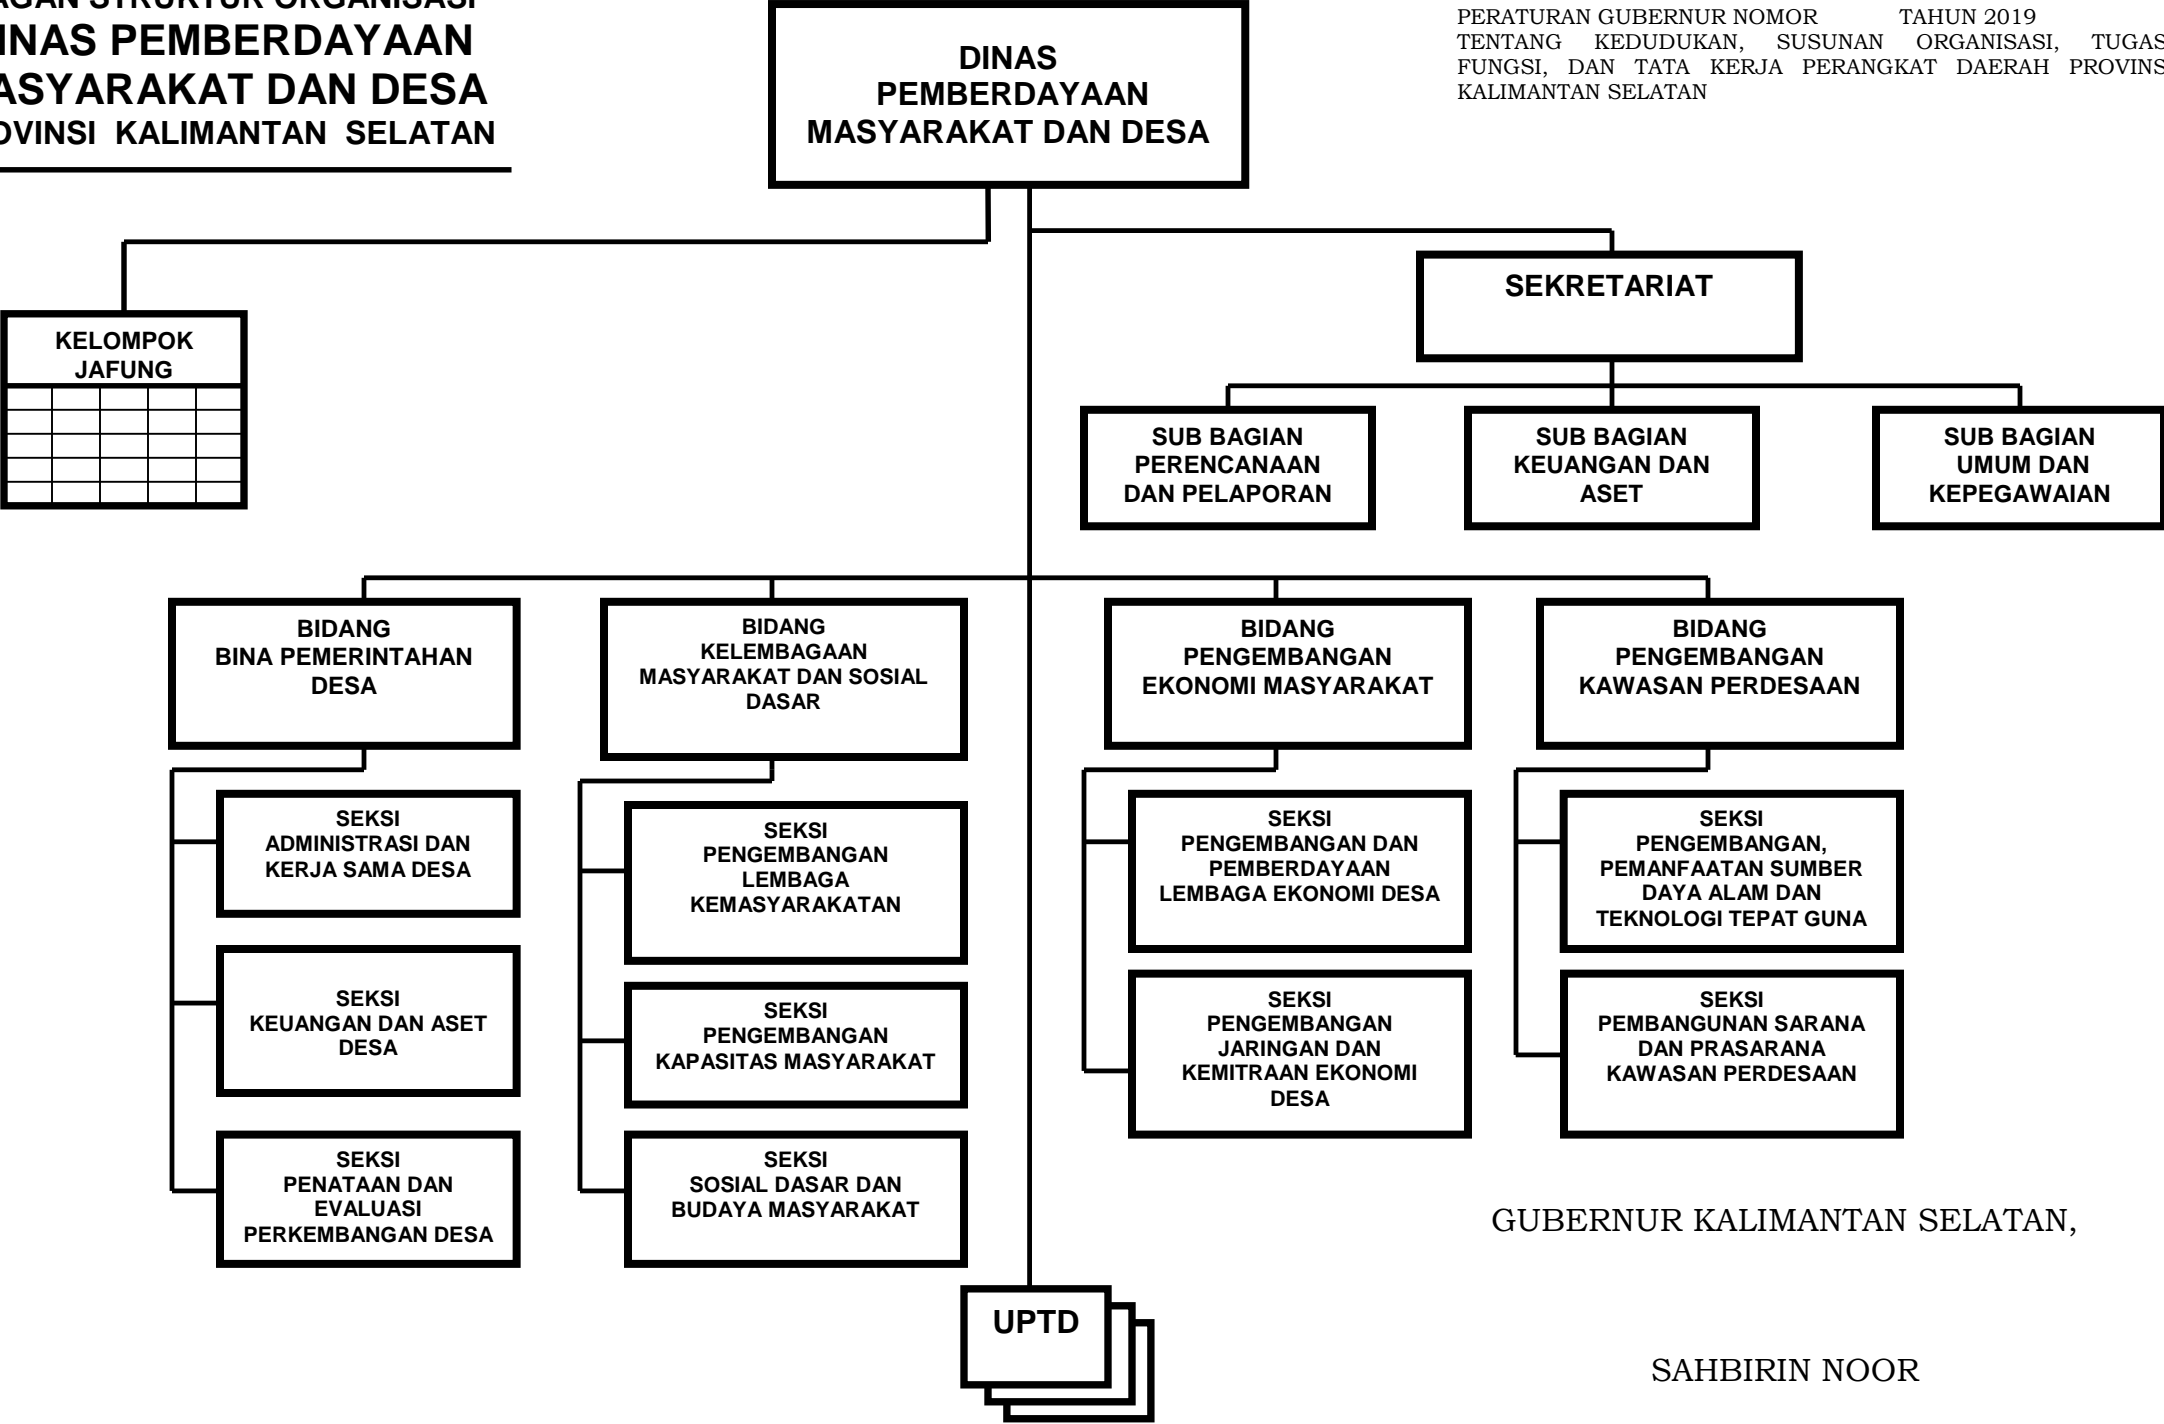 AGAN STRUKTUR ORGANISASI
INAS PEMBERDAYAAN
ASYARAKAT DAN DESA
OVINSI KALIMANTAN SELATAN
DINAS
PEMBERDAYAAN
MASYARAKAT DAN DESA
PERATURAN GUBERNUR NOMOR TAHUN 2019
TENTANG KEDUDUKAN, SUSUNAN ORGANISASI, TUGAS
FUNGSI, DAN TATA KERJA PERANGKAT DAERAH PROVINS
KALIMANTAN SELATAN
SEKRETARIAT
KELOMPOK
JAFUNG
SUB BAGIAN
PERENCANAAN
DAN PELAPORAN
SUB BAGIAN
KEUANGAN DAN
ASET
SUB BAGIAN
UMUM DAN
KEPEGAWAIAN
BIDANG
BINA PEMERINTAHAN
DESA
BIDANG
KELEMBAGAAN
MASYARAKAT DAN SOSIAL
DASAR
BIDANG
PENGEMBANGAN
EKONOMI MASYARAKAT
BIDANG
PENGEMBANGAN
KAWASAN PERDESAAN
SEKSI
ADMINISTRASI DAN
KERJA SAMA DESA
SEKSI
PENGEMBANGAN
LEMBAGA
KEMASYARAKATAN
SEKSI
PENGEMBANGAN DAN
PEMBERDAYAAN
LEMBAGA EKONOMI DESA
SEKSI
PENGEMBANGAN,
PEMANFAATAN SUMBER
DAYA ALAM DAN
TEKNOLOGI TEPAT GUNA
SEKSI
KEUANGAN DAN ASET
DESA
SEKSI
PENGEMBANGAN
KAPASITAS MASYARAKAT
SEKSI
PENGEMBANGAN
JARINGAN DAN
KEMITRAAN EKONOMI
DESA
SEKSI
PEMBANGUNAN SARANA
DAN PRASARANA
KAWASAN PERDESAAN
SEKSI
PENATAAN DAN
EVALUASI
PERKEMBANGAN DESA
SEKSI
SOSIAL DASAR DAN
BUDAYA MASYARAKAT
GUBERNUR KALIMANTAN SELATAN,
UPTD
SAHBIRIN NOOR